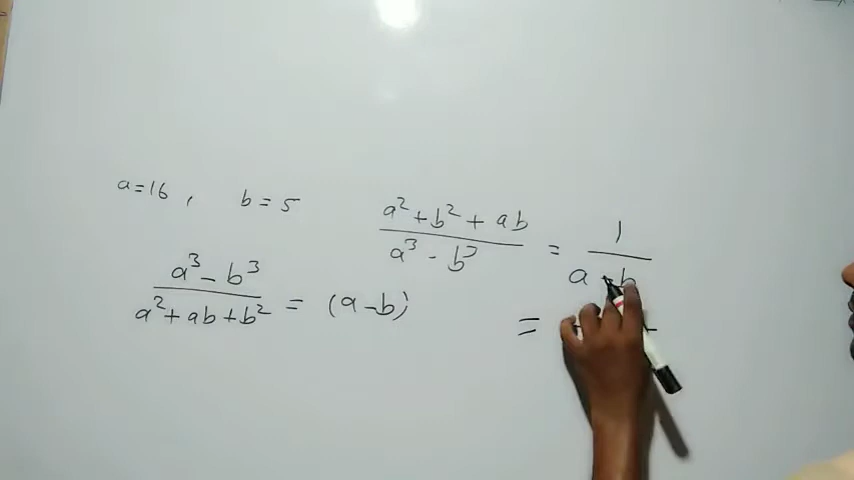 a=16, b=5
a²+b²+ab / a³-b³ = 1 / a-b
a³-b³ / a²+ab+b² = (a-b)
=